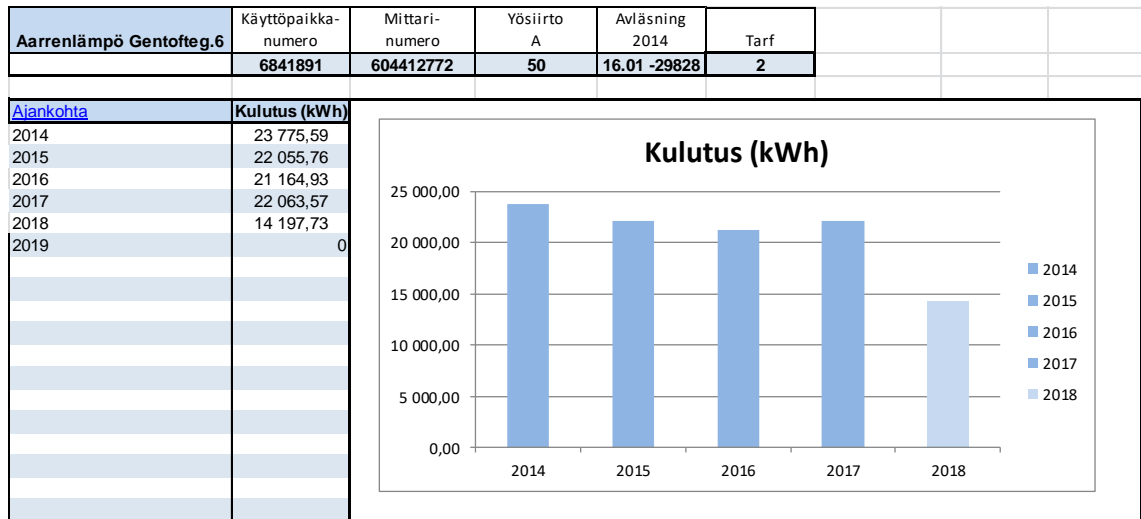 Käyttöpaikka- Mittari- Yösiirto Avläsning
Aarrenlämpö Gentofteg.6 numero numero A 2014 Tarf
6841891 604412772 50 16.01 -29828 2
Ajankohta Kulutus (kWh)
2014 23 775,59
2015 22 055,76
2016 21 164,93
2017 22 063,57
2018 14 197,73
2019 0
Kulutus (kWh)
25 000,00
20 000,00
15 000,00
10 000,00
5 000,00
0,00
2014 2015 2016 2017 2018
2014
2015
2016
2017
2018